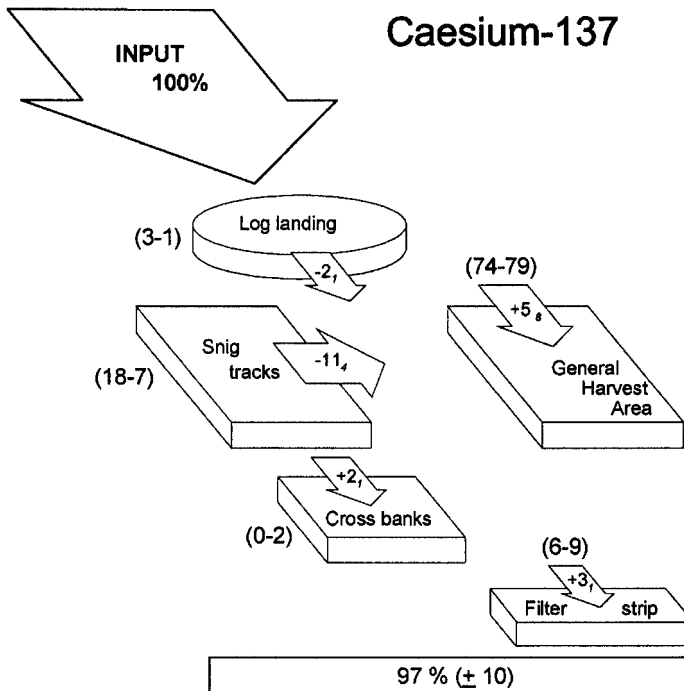 Caesium-137
INPUT
100%
Log landing
(3-1)
-2₁
(74-79)
+5₈
Snig
tracks
-11₄
(18-7)
General
Harvest
Area
+2₁
Cross banks
(0-2)
(6-9)
+3₁
Filter strip
97 % (± 10)